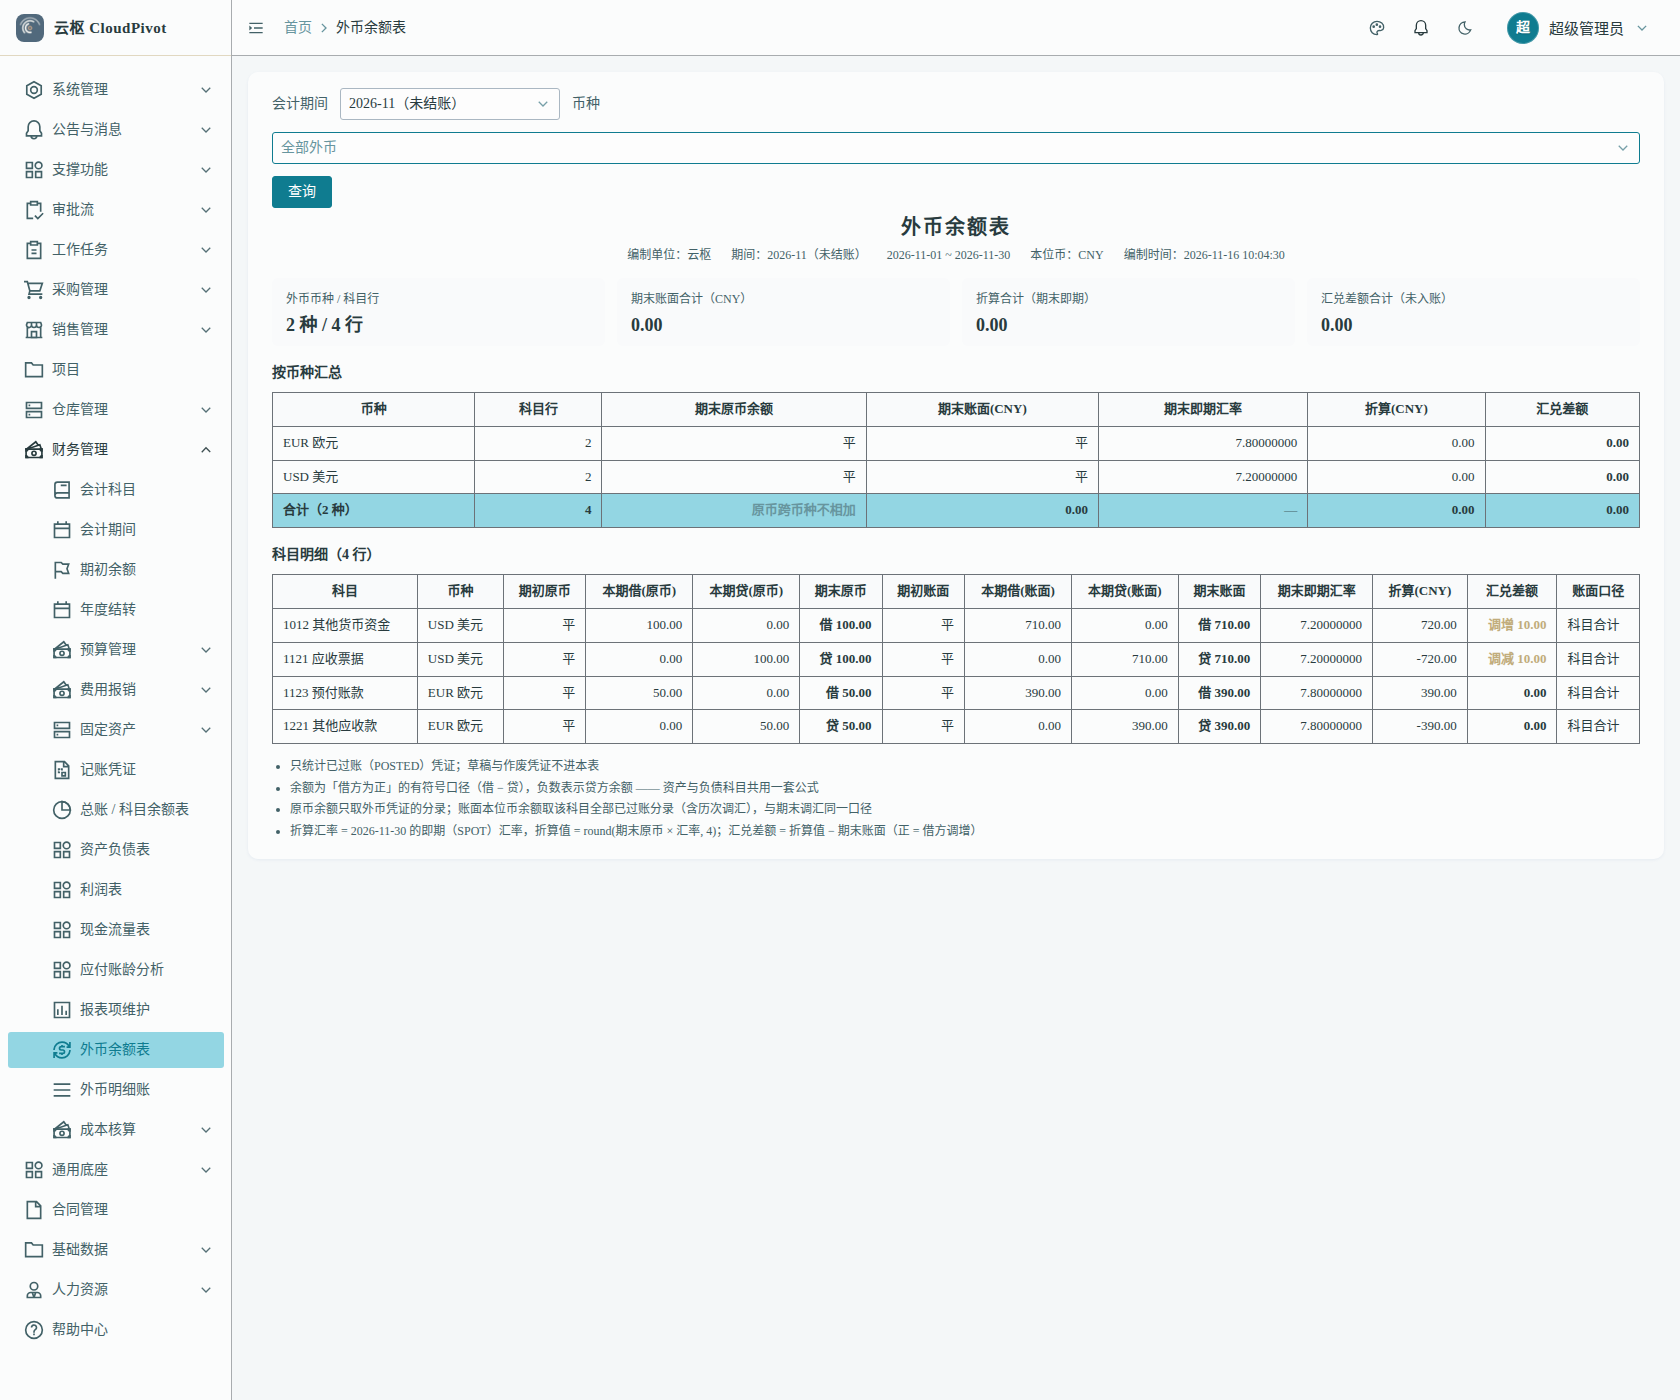 云枢 CloudPivot
首页 > 外币余额表
超 超级管理员
系统管理
公告与消息
支撑功能
审批流
工作任务
采购管理
销售管理
项目
仓库管理
财务管理
会计科目
会计期间
期初余额
年度结转
预算管理
费用报销
固定资产
记账凭证
总账 / 科目余额表
资产负债表
利润表
现金流量表
应付账龄分析
报表项维护
外币余额表
外币明细账
成本核算
通用底座
合同管理
基础数据
人力资源
帮助中心
会计期间 2026-11（未结账） 币种
全部外币
查询
外币余额表
编制单位：云枢 期间：2026-11（未结账） 2026-11-01 ~ 2026-11-30 本位币：CNY 编制时间：2026-11-16 10:04:30
外币币种 / 科目行 期末账面合计（CNY） 折算合计（期末即期） 汇兑差额合计（未入账）
2 种 / 4 行 0.00 0.00 0.00
按币种汇总
币种 科目行 期末原币余额 期末账面(CNY) 期末即期汇率 折算(CNY) 汇兑差额
EUR 欧元 2 平 平 7.80000000 0.00 0.00
USD 美元 2 平 平 7.20000000 0.00 0.00
合计（2 种） 4 原币跨币种不相加 0.00 — 0.00 0.00
科目明细（4 行）
科目 币种 期初原币 本期借(原币) 本期贷(原币) 期末原币 期初账面 本期借(账面) 本期贷(账面) 期末账面 期末即期汇率 折算(CNY) 汇兑差额 账面口径
1012 其他货币资金 USD 美元 平 100.00 0.00 借 100.00 平 710.00 0.00 借 710.00 7.20000000 720.00 调增 10.00 科目合计
1121 应收票据 USD 美元 平 0.00 100.00 贷 100.00 平 0.00 710.00 贷 710.00 7.20000000 -720.00 调减 10.00 科目合计
1123 预付账款 EUR 欧元 平 50.00 0.00 借 50.00 平 390.00 0.00 借 390.00 7.80000000 390.00 0.00 科目合计
1221 其他应收款 EUR 欧元 平 0.00 50.00 贷 50.00 平 0.00 390.00 贷 390.00 7.80000000 -390.00 0.00 科目合计
• 只统计已过账（POSTED）凭证；草稿与作废凭证不进本表
• 余额为「借方为正」的有符号口径（借 − 贷），负数表示贷方余额 —— 资产与负债科目共用一套公式
• 原币余额只取外币凭证的分录；账面本位币余额取该科目全部已过账分录（含历次调汇），与期末调汇同一口径
• 折算汇率 = 2026-11-30 的即期（SPOT）汇率，折算值 = round(期末原币 × 汇率, 4)；汇兑差额 = 折算值 − 期末账面（正 = 借方调增）